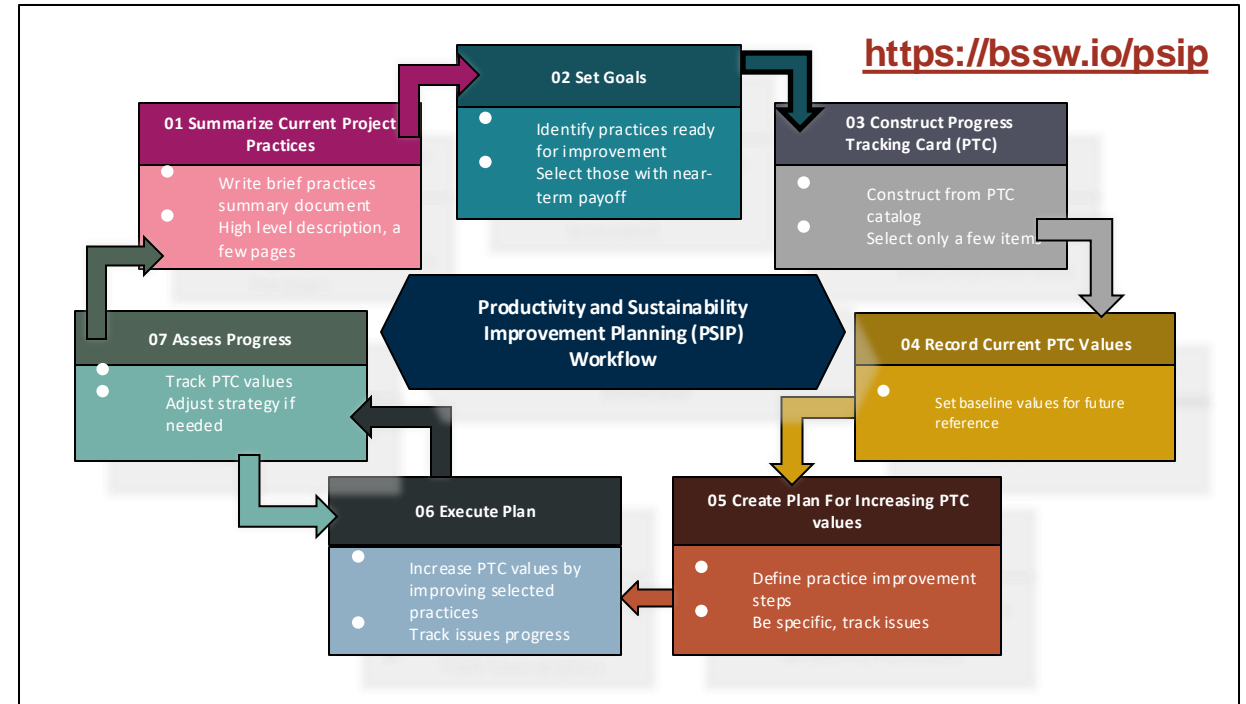 https://bssw.io/psip
01 Summarize Current Project
Practices
Write brief practices
summary document
High level description, a
few pages
02 Set Goals
Identify practices ready
for improvement
Select those with near-
term payoff
03 Construct Progress
Tracking Card (PTC)
Construct from PTC
catalog
Select only a few items
Productivity and Sustainability
Improvement Planning (PSIP)
Workflow
04 Record Current PTC Values
Set baseline values for future
reference
05 Create Plan For Increasing PTC
values
Define practice improvement
steps
Be specific, track issues
06 Execute Plan
Increase PTC values by
improving selected
practices
Track issues progress
07 Assess Progress
Track PTC values
Adjust strategy if
needed